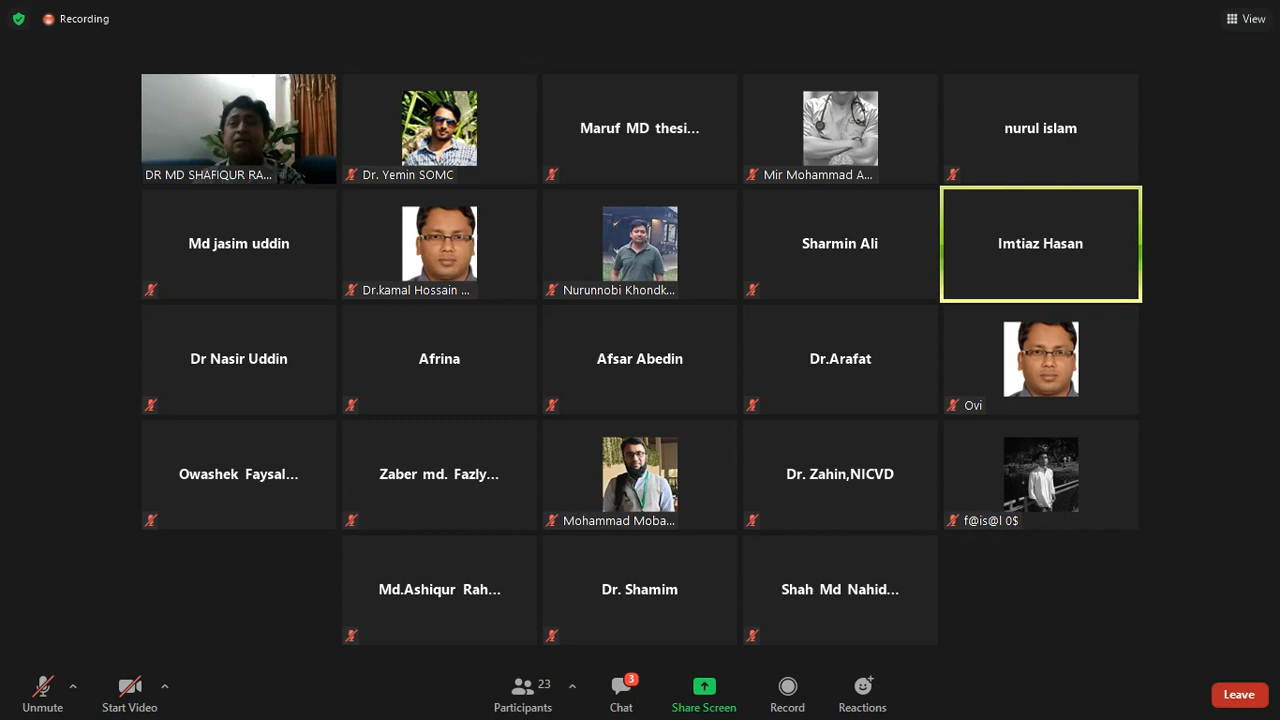 Recording
View
DR MD SHAFIQUR RA...
Dr. Yemin SOMC
Maruf MD thesi...
Mir Mohammad A...
nurul islam
Md jasim uddin
Dr.kamal Hossain ...
Nurunnobi Khondk...
Sharmin Ali
Imtiaz Hasan
Dr Nasir Uddin
Afrina
Afsar Abedin
Dr.Arafat
Ovi
Owashek Faysal...
Zaber md. Fazly...
Mohammad Moba...
Dr. Zahin,NICVD
f@is@l 0$
Md.Ashiqur Rah...
Dr. Shamim
Shah Md Nahid...
Unmute
Start Video
23
Participants
3
Chat
Share Screen
Record
Reactions
Leave